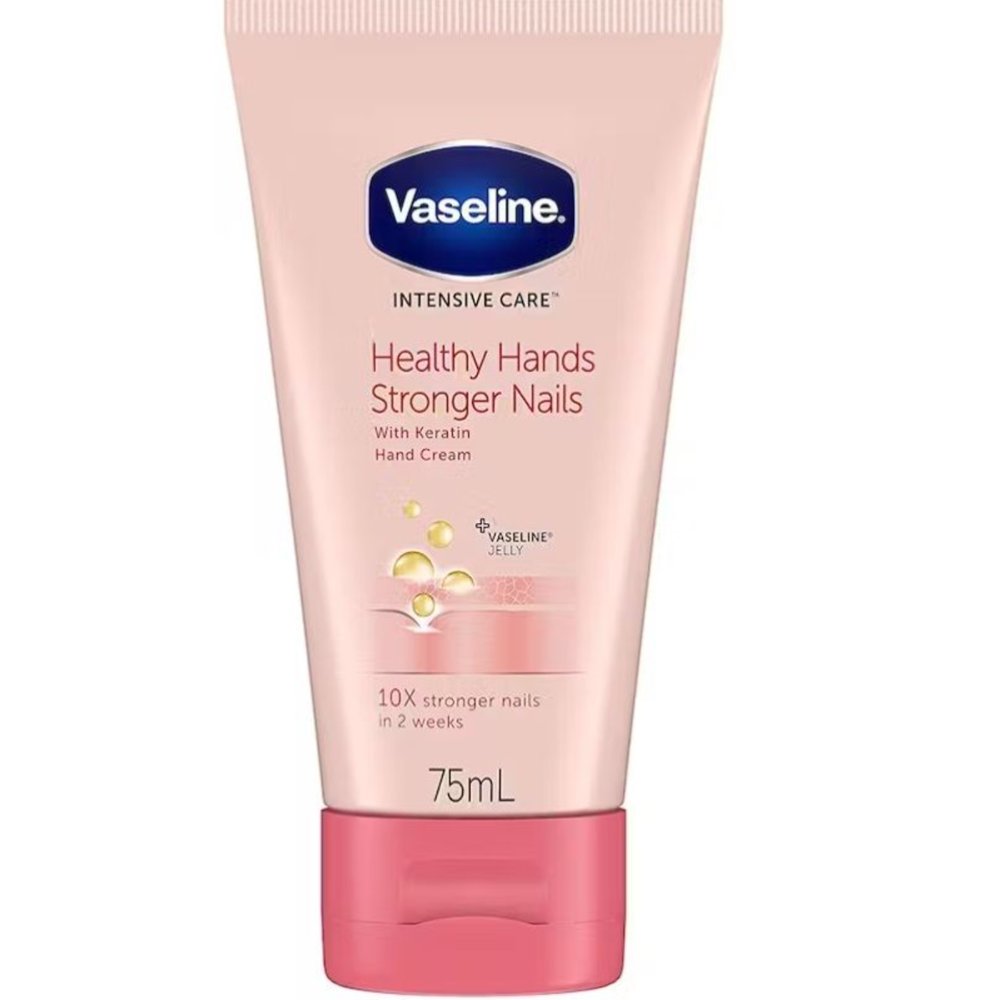 Vaseline.
INTENSIVE CARE™
Healthy Hands
Stronger Nails
With Keratin
Hand Cream
VASELINE®
JELLY
10X stronger nails
in 2 weeks
75mL